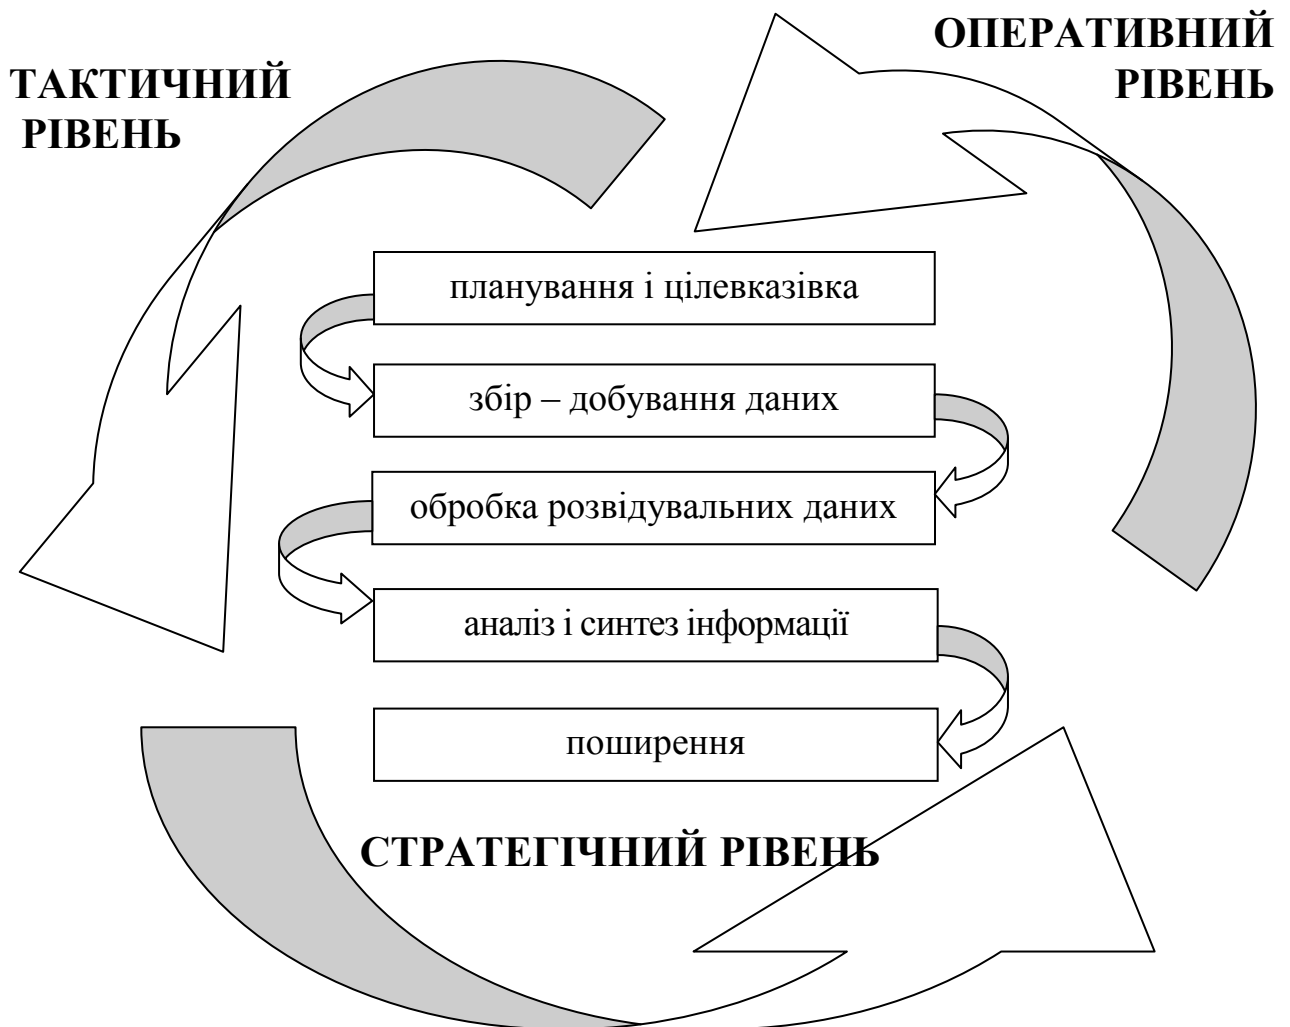 ТАКТИЧНИЙ
РІВЕНЬ
ОПЕРАТИВНИЙ
РІВЕНЬ
планування і цілевказівка
збір – добування даних
обробка розвідувальних даних
аналіз і синтез інформації
поширення
СТРАТЕГІЧНИЙ РІВЕНЬ